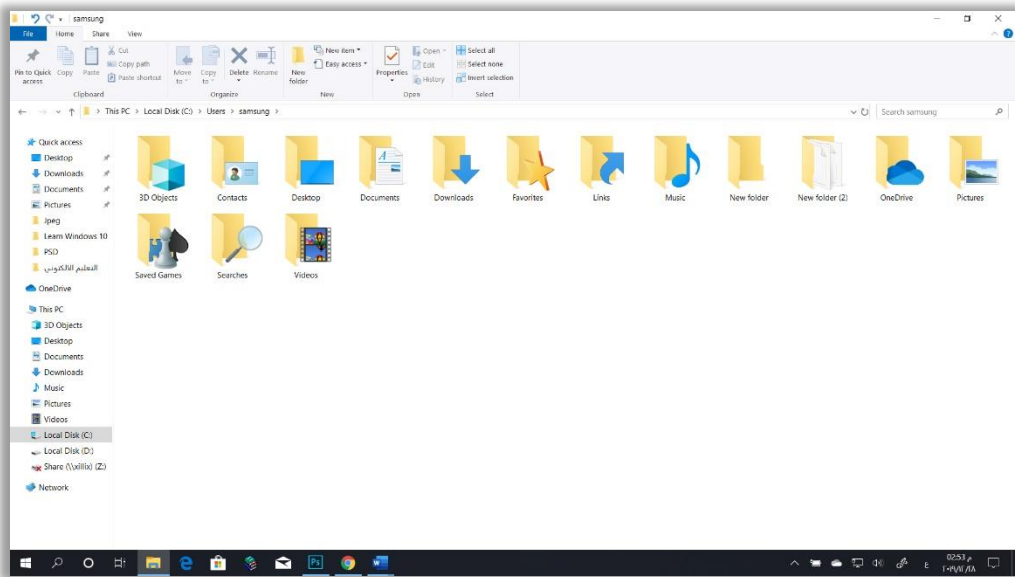 samsung
File Home Share View
Pin to Quick access
Copy
Paste
Cut
Copy path
Paste shortcut
Clipboard
Move to
Copy to
Delete
Rename
Organize
New folder
New item
Easy access
New
Properties
Open
Edit
History
Open
Select all
Select none
Invert selection
Select
This PC > Local Disk (C:) > Users > samsung >
Search samsung
Quick access
Desktop
Downloads
Documents
Pictures
Jpeg
Learn Windows 10
PSD
التعليم الالكتوني
OneDrive
This PC
3D Objects
Desktop
Documents
Downloads
Music
Pictures
Videos
Local Disk (C:)
Local Disk (D:)
Share (\\xillix) (Z:)
Network
3D Objects Contacts Desktop Documents Downloads Favorites Links Music New folder New folder (2) OneDrive Pictures
Saved Games Searches Videos
Ps
ع
02:53 م